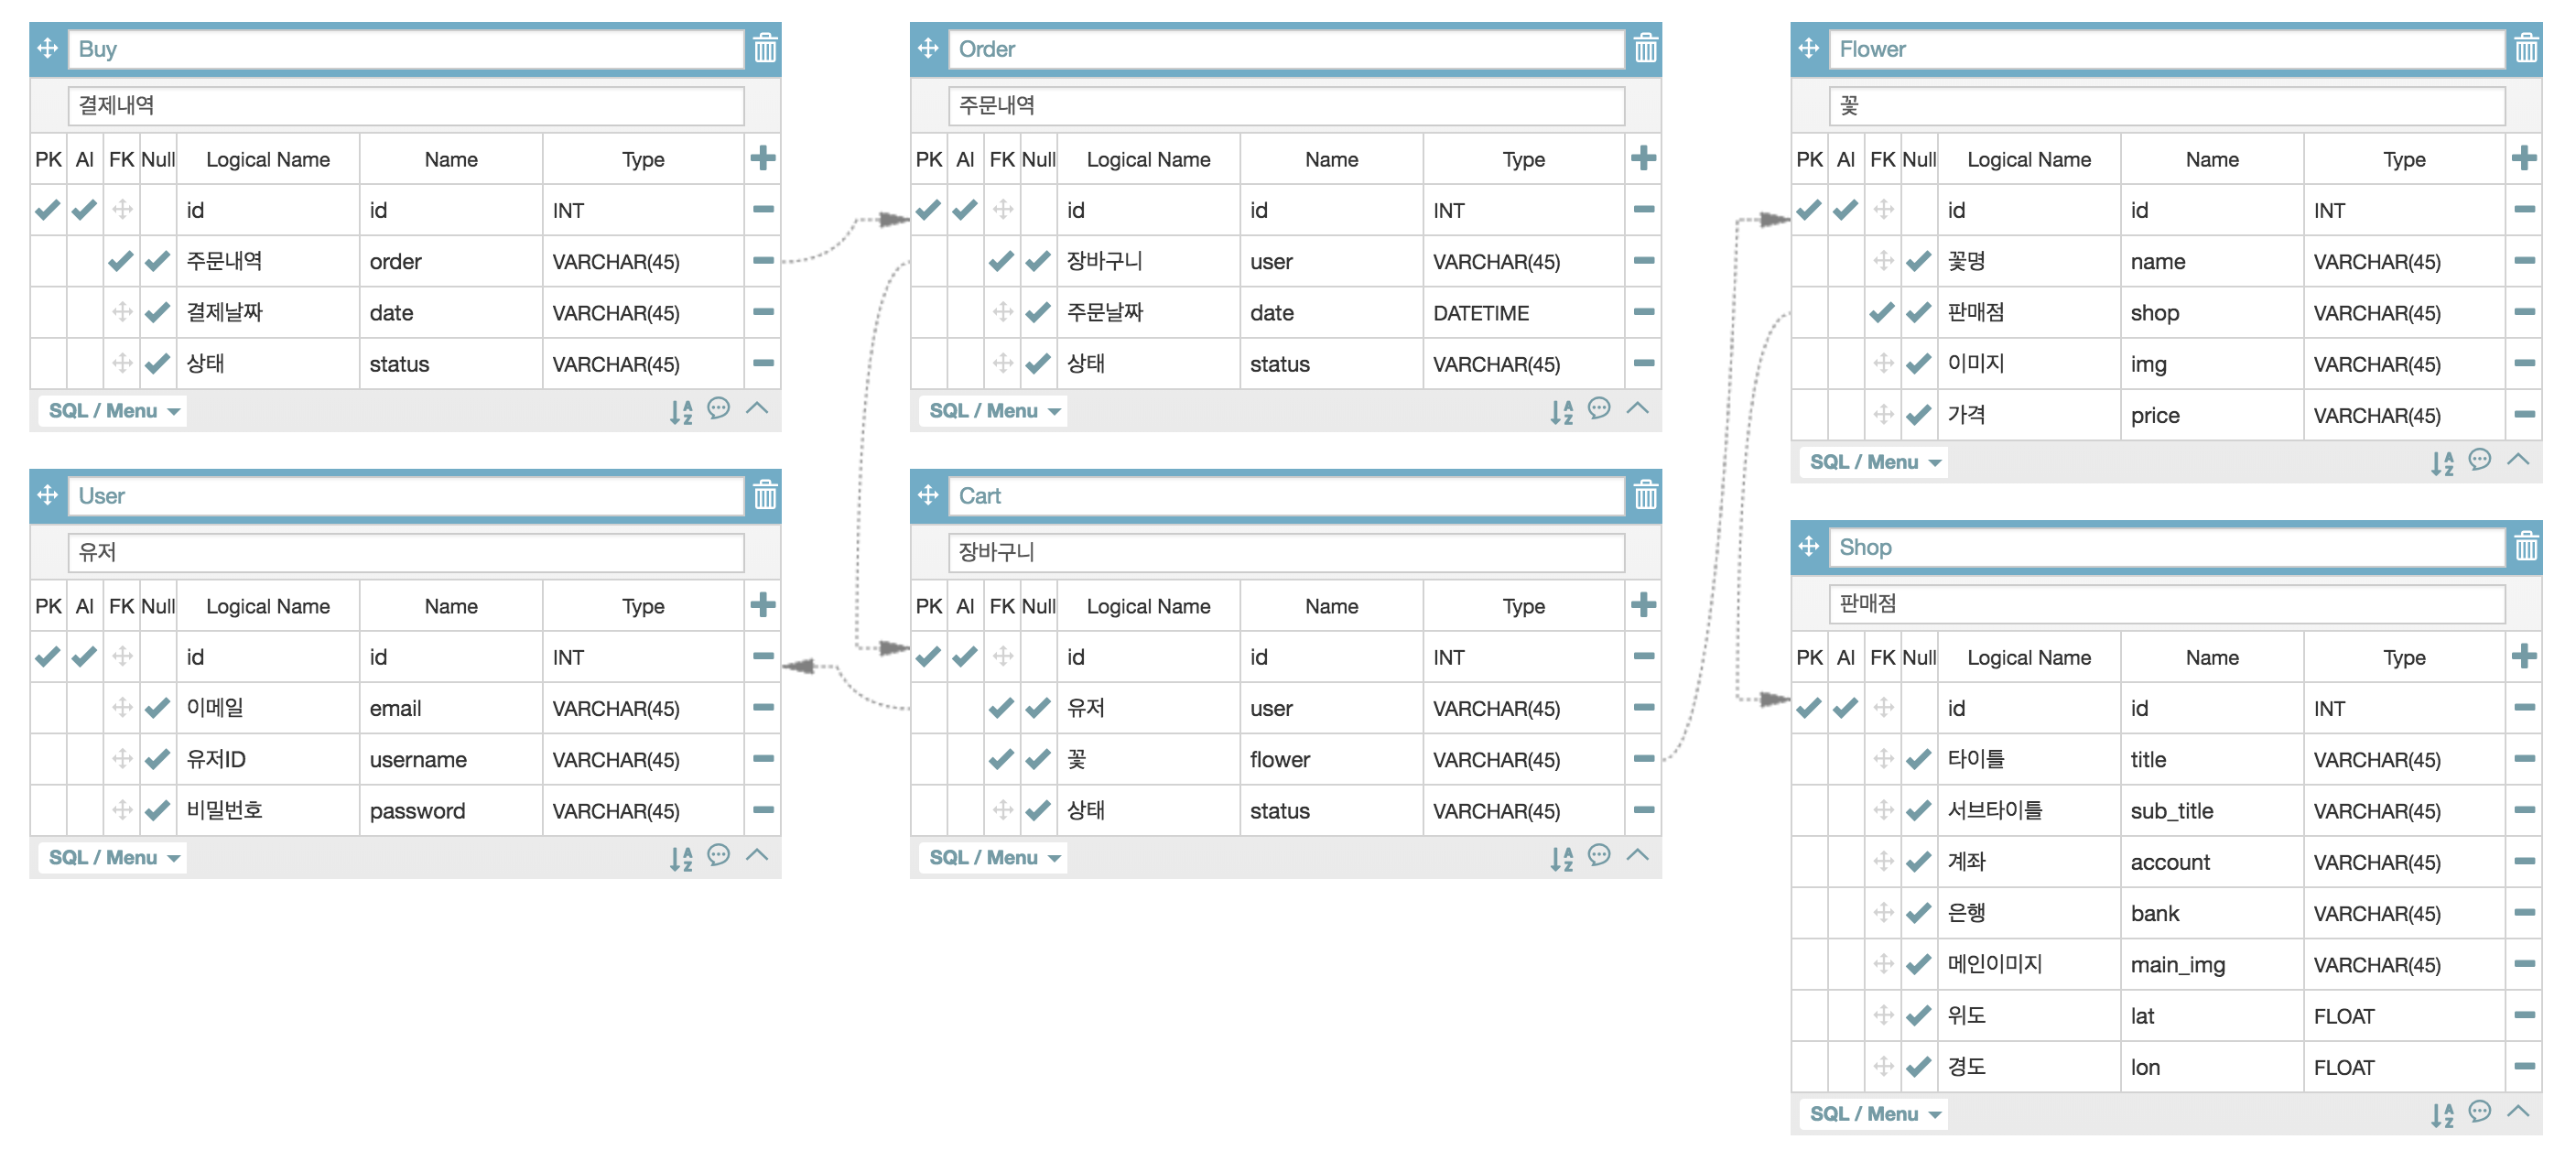 Buy
결제내역
PK AI FK Null Logical Name Name Type
id id INT
주문내역 order VARCHAR(45)
결제날짜 date VARCHAR(45)
상태 status VARCHAR(45)
SQL / Menu
Order
주문내역
PK AI FK Null Logical Name Name Type
id id INT
장바구니 user VARCHAR(45)
주문날짜 date DATETIME
상태 status VARCHAR(45)
SQL / Menu
Flower
꽃
PK AI FK Null Logical Name Name Type
id id INT
꽃명 name VARCHAR(45)
판매점 shop VARCHAR(45)
이미지 img VARCHAR(45)
가격 price VARCHAR(45)
SQL / Menu
User
유저
PK AI FK Null Logical Name Name Type
id id INT
이메일 email VARCHAR(45)
유저ID username VARCHAR(45)
비밀번호 password VARCHAR(45)
SQL / Menu
Cart
장바구니
PK AI FK Null Logical Name Name Type
id id INT
유저 user VARCHAR(45)
꽃 flower VARCHAR(45)
상태 status VARCHAR(45)
SQL / Menu
Shop
판매점
PK AI FK Null Logical Name Name Type
id id INT
타이틀 title VARCHAR(45)
서브타이틀 sub_title VARCHAR(45)
계좌 account VARCHAR(45)
은행 bank VARCHAR(45)
메인이미지 main_img VARCHAR(45)
위도 lat FLOAT
경도 lon FLOAT
SQL / Menu